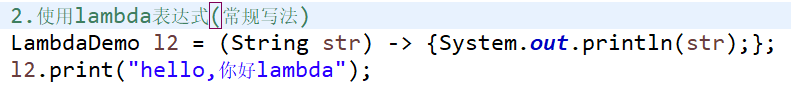 2.使用lambda表达式(常规写法)
LambdaDemo l2 = (String str) -> {System.out.println(str);};
l2.print("hello,你好lambda");